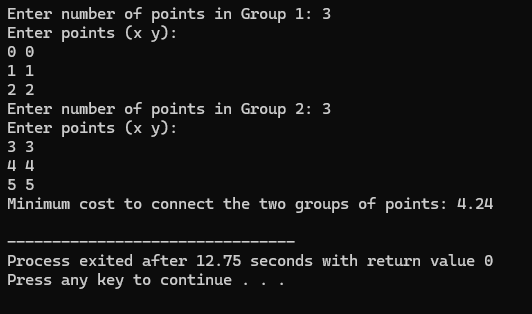 Enter number of points in Group 1: 3
Enter points (x y):
0 0
1 1
2 2
Enter number of points in Group 2: 3
Enter points (x y):
3 3
4 4
5 5
Minimum cost to connect the two groups of points: 4.24
--------------------------------
Process exited after 12.75 seconds with return value 0
Press any key to continue . . .